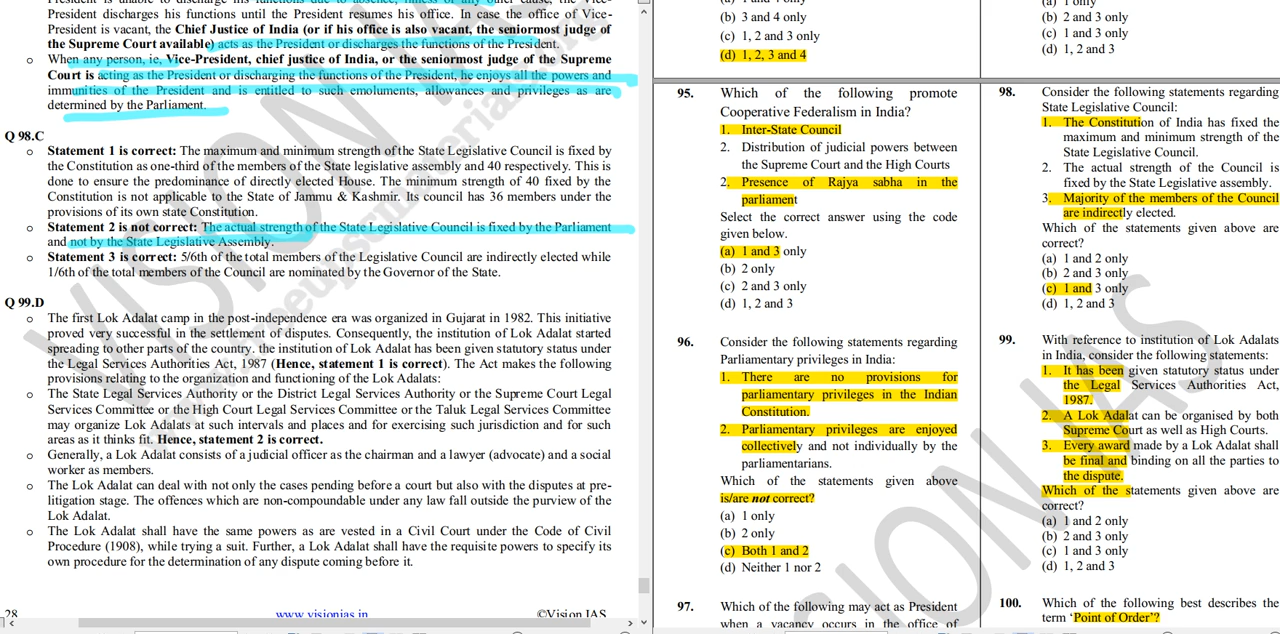 President discharges his functions until the President resumes his office. In case the office of Vice-
President is vacant, the Chief Justice of India (or if his office is also vacant, the seniormost judge of
the Supreme Court available) acts as the President or discharges the functions of the President.
o When any person, ie, Vice-President, chief justice of India, or the seniormost judge of the Supreme
Court is acting as the President or discharging the functions of the President, he enjoys all the powers and
immunities of the President and is entitled to such emoluments, allowances and privileges as are
determined by the Parliament.
Q 98.C
o Statement 1 is correct: The maximum and minimum strength of the State Legislative Council is fixed by
the Constitution as one-third of the members of the State legislative assembly and 40 respectively. This is
done to ensure the predominance of directly elected House. The minimum strength of 40 fixed by the
Constitution is not applicable to the State of Jammu & Kashmir. Its council has 36 members under the
provisions of its own state Constitution.
o Statement 2 is not correct: The actual strength of the State Legislative Council is fixed by the Parliament
and not by the State Legislative Assembly.
o Statement 3 is correct: 5/6th of the total members of the Legislative Council are indirectly elected while
1/6th of the total members of the Council are nominated by the Governor of the State.
Q 99.D
o The first Lok Adalat camp in the post-independence era was organized in Gujarat in 1982. This initiative
proved very successful in the settlement of disputes. Consequently, the institution of Lok Adalat started
spreading to other parts of the country. the institution of Lok Adalat has been given statutory status under
the Legal Services Authorities Act, 1987 (Hence, statement 1 is correct). The Act makes the following
provisions relating to the organization and functioning of the Lok Adalats:
o The State Legal Services Authority or the District Legal Services Authority or the Supreme Court Legal
Services Committee or the High Court Legal Services Committee or the Taluk Legal Services Committee
may organize Lok Adalats at such intervals and places and for exercising such jurisdiction and for such
areas as it thinks fit. Hence, statement 2 is correct.
o Generally, a Lok Adalat consists of a judicial officer as the chairman and a lawyer (advocate) and a social
worker as members.
o The Lok Adalat can deal with not only the cases pending before a court but also with the disputes at pre-
litigation stage. The offences which are non-compoundable under any law fall outside the purview of the
Lok Adalat.
o The Lok Adalat shall have the same powers as are vested in a Civil Court under the Code of Civil
Procedure (1908), while trying a suit. Further, a Lok Adalat shall have the requisite powers to specify its
own procedure for the determination of any dispute coming before it.
28 www.visionias.in ©Vision IAS
(b) 3 and 4 only
(c) 1, 2 and 3 only
(d) 1, 2, 3 and 4
95. Which of the following promote
Cooperative Federalism in India?
1. Inter-State Council
2. Distribution of judicial powers between
the Supreme Court and the High Courts
2. Presence of Rajya sabha in the
parliament
Select the correct answer using the code
given below.
(a) 1 and 3 only
(b) 2 only
(c) 2 and 3 only
(d) 1, 2 and 3
96. Consider the following statements regarding
Parliamentary privileges in India:
1. There are no provisions for
parliamentary privileges in the Indian
Constitution.
2. Parliamentary privileges are enjoyed
collectively and not individually by the
parliamentarians.
Which of the statements given above
is/are not correct?
(a) 1 only
(b) 2 only
(c) Both 1 and 2
(d) Neither 1 nor 2
97. Which of the following may act as President
when a vacancy occurs in the office of
(a) 1 only
(b) 2 and 3 only
(c) 1 and 3 only
(d) 1, 2 and 3
98. Consider the following statements regarding
State Legislative Council:
1. The Constitution of India has fixed the
maximum and minimum strength of the
State Legislative Council.
2. The actual strength of the Council is
fixed by the State Legislative assembly.
3. Majority of the members of the Council
are indirectly elected.
Which of the statements given above are
correct?
(a) 1 and 2 only
(b) 2 and 3 only
(c) 1 and 3 only
(d) 1, 2 and 3
99. With reference to institution of Lok Adalats
in India, consider the following statements:
1. It has been given statutory status under
the Legal Services Authorities Act,
1987.
2. A Lok Adalat can be organised by both
Supreme Court as well as High Courts.
3. Every award made by a Lok Adalat shall
be final and binding on all the parties to
the dispute.
Which of the statements given above are
correct?
(a) 1 and 2 only
(b) 2 and 3 only
(c) 1 and 3 only
(d) 1, 2 and 3
100. Which of the following best describes the
term ‘Point of Order’?
VISION IAS